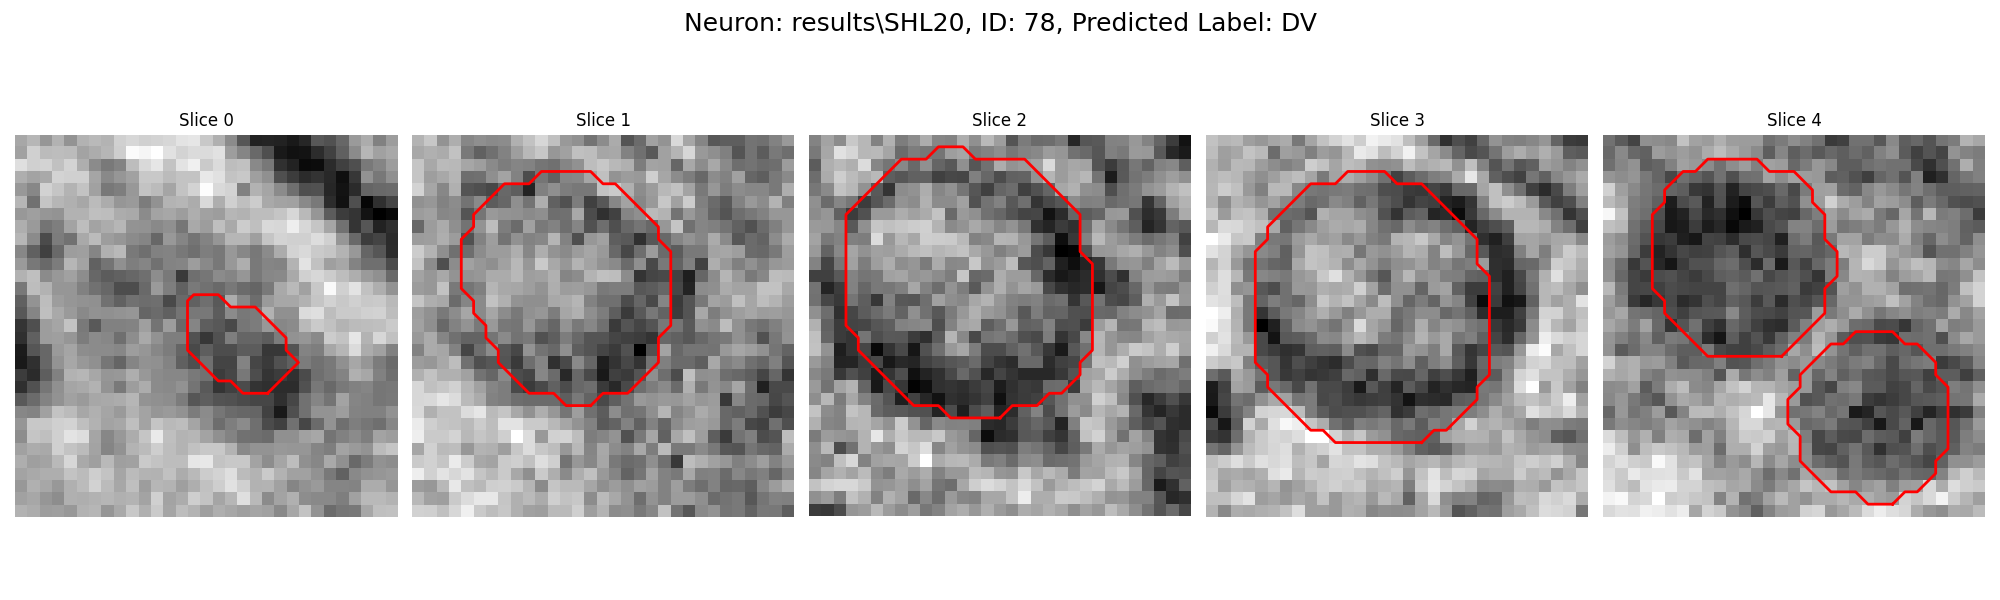 Neuron: results\SHL20, ID: 78, Predicted Label: DV
Slice 0
Slice 1
Slice 2
Slice 3
Slice 4